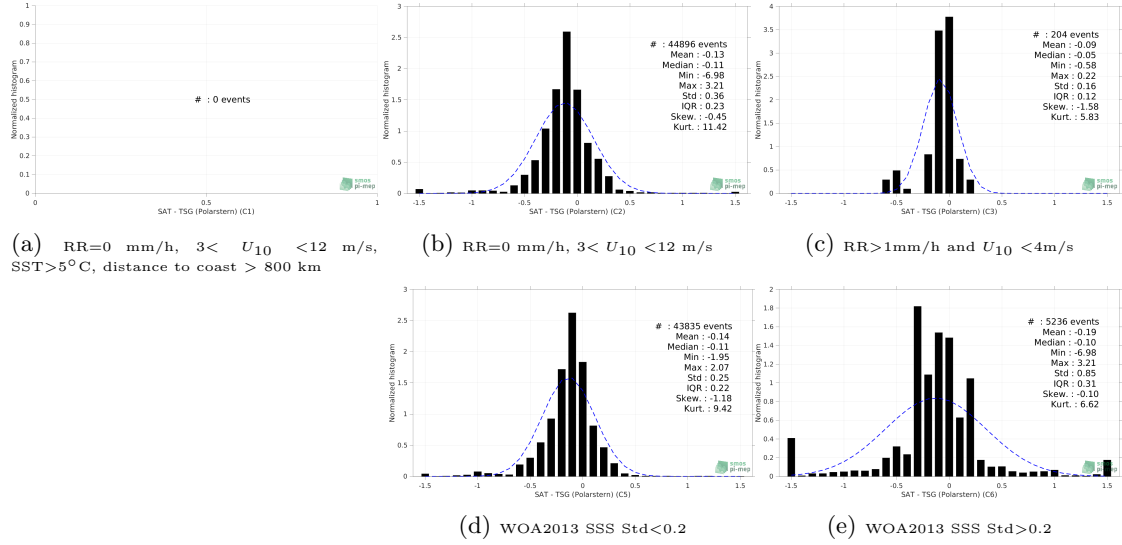 1
0.9
0.8
0.7
0.6
0.5
0.4
0.3
0.2
0.1
0
Normalized histogram
# : 0 events
smos
pi-mep
0 0.5 1
SAT - TSG (Polarstern) (C1)
(a) RR=0 mm/h, 3< U10 <12 m/s,
SST>5°C, distance to coast > 800 km
3
2.5
2
1.5
1
0.5
0
Normalized histogram
# : 44896 events
Mean : -0.13
Median : -0.11
Min : -6.98
Max : 3.21
Std : 0.36
IQR : 0.23
Skew. : -0.45
Kurt. : 11.42
smos
pi-mep
-1.5 -1 -0.5 0 0.5 1 1.5
SAT - TSG (Polarstern) (C2)
(b) RR=0 mm/h, 3< U10 <12 m/s
4
3.5
3
2.5
2
1.5
1
0.5
0
Normalized histogram
# : 204 events
Mean : -0.09
Median : -0.05
Min : -0.58
Max : 0.22
Std : 0.16
IQR : 0.12
Skew. : -1.58
Kurt. : 5.83
smos
pi-mep
-1.5 -1 -0.5 0 0.5 1 1.5
SAT - TSG (Polarstern) (C3)
(c) RR>1mm/h and U10 <4m/s
3
2.5
2
1.5
1
0.5
0
Normalized histogram
# : 43835 events
Mean : -0.14
Median : -0.11
Min : -1.95
Max : 2.07
Std : 0.25
IQR : 0.22
Skew. : -1.18
Kurt. : 9.42
smos
pi-mep
-1.5 -1 -0.5 0 0.5 1 1.5
SAT - TSG (Polarstern) (C5)
(d) WOA2013 SSS Std<0.2
2
1.8
1.6
1.4
1.2
1
0.8
0.6
0.4
0.2
0
Normalized histogram
# : 5236 events
Mean : -0.19
Median : -0.10
Min : -6.98
Max : 3.21
Std : 0.85
IQR : 0.31
Skew. : -0.10
Kurt. : 6.62
smos
pi-mep
-1.5 -1 -0.5 0 0.5 1 1.5
SAT - TSG (Polarstern) (C6)
(e) WOA2013 SSS Std>0.2